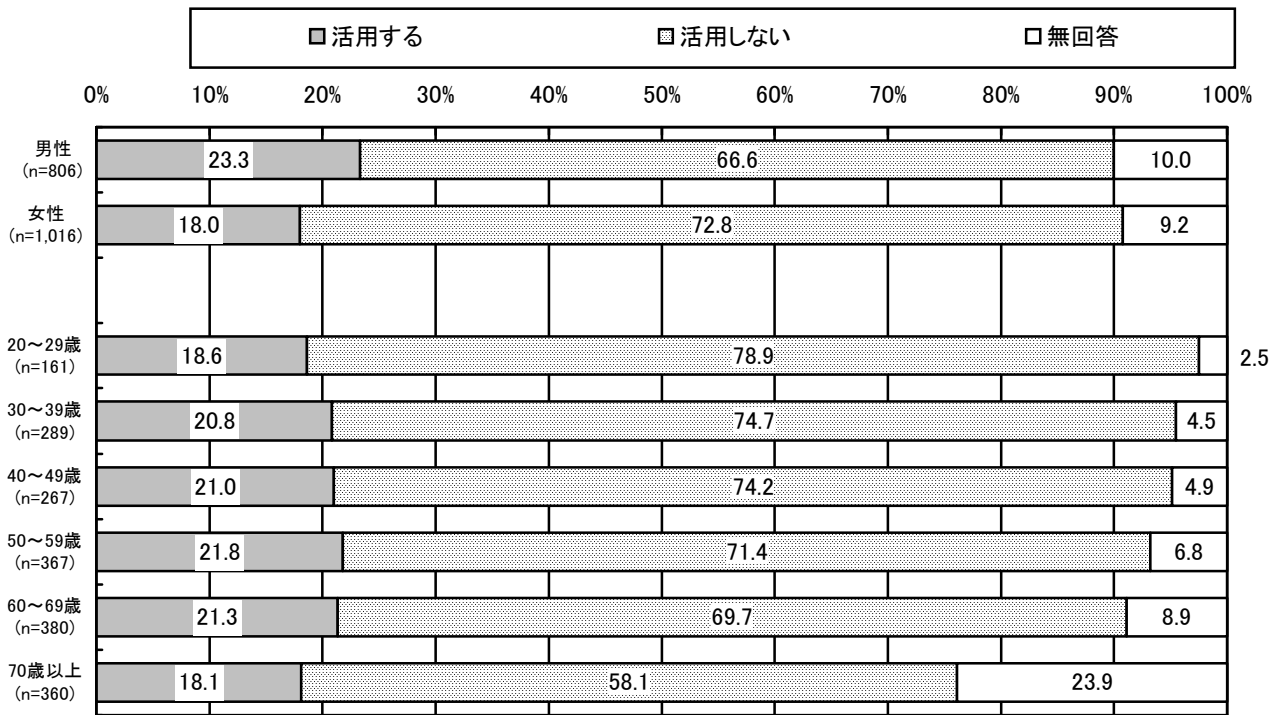 活用する 活用しない 無回答
0% 10% 20% 30% 40% 50% 60% 70% 80% 90% 100%
男性
(n=806)
23.3 66.6 10.0
女性
(n=1,016)
18.0 72.8 9.2
20～29歳
(n=161)
18.6 78.9 2.5
30～39歳
(n=289)
20.8 74.7 4.5
40～49歳
(n=267)
21.0 74.2 4.9
50～59歳
(n=367)
21.8 71.4 6.8
60～69歳
(n=380)
21.3 69.7 8.9
70歳以上
(n=360)
18.1 58.1 23.9